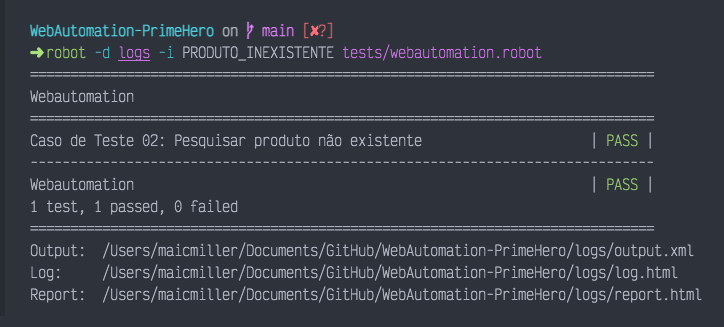 WebAutomation-PrimeHero on main [✘?]
➜ robot -d logs -i PRODUTO_INEXISTENTE tests/webautomation.robot
==============================================================================
Webautomation
==============================================================================
Caso de Teste 02: Pesquisar produto não existente | PASS |
------------------------------------------------------------------------------
Webautomation | PASS |
1 test, 1 passed, 0 failed
==============================================================================
Output: /Users/maicmiller/Documents/GitHub/WebAutomation-PrimeHero/logs/output.xml
Log: /Users/maicmiller/Documents/GitHub/WebAutomation-PrimeHero/logs/log.html
Report: /Users/maicmiller/Documents/GitHub/WebAutomation-PrimeHero/logs/report.html